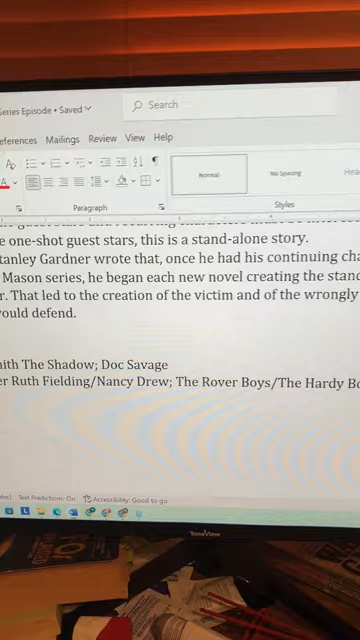 Series Episode • Saved
Search
eferences Mailings Review View Help
Normal
No Spacing
Hea
Paragraph
Styles
e one-shot guest stars, this is a stand-alone story.
tanley Gardner wrote that, once he had his continuing cha
Mason series, he began each new novel creating the stand
r. That led to the creation of the victim and of the wrongly
ould defend.
nith The Shadow; Doc Savage
er Ruth Fielding/Nancy Drew; The Rover Boys/The Hardy Bo
Text Predictions: On Accessibility: Good to go